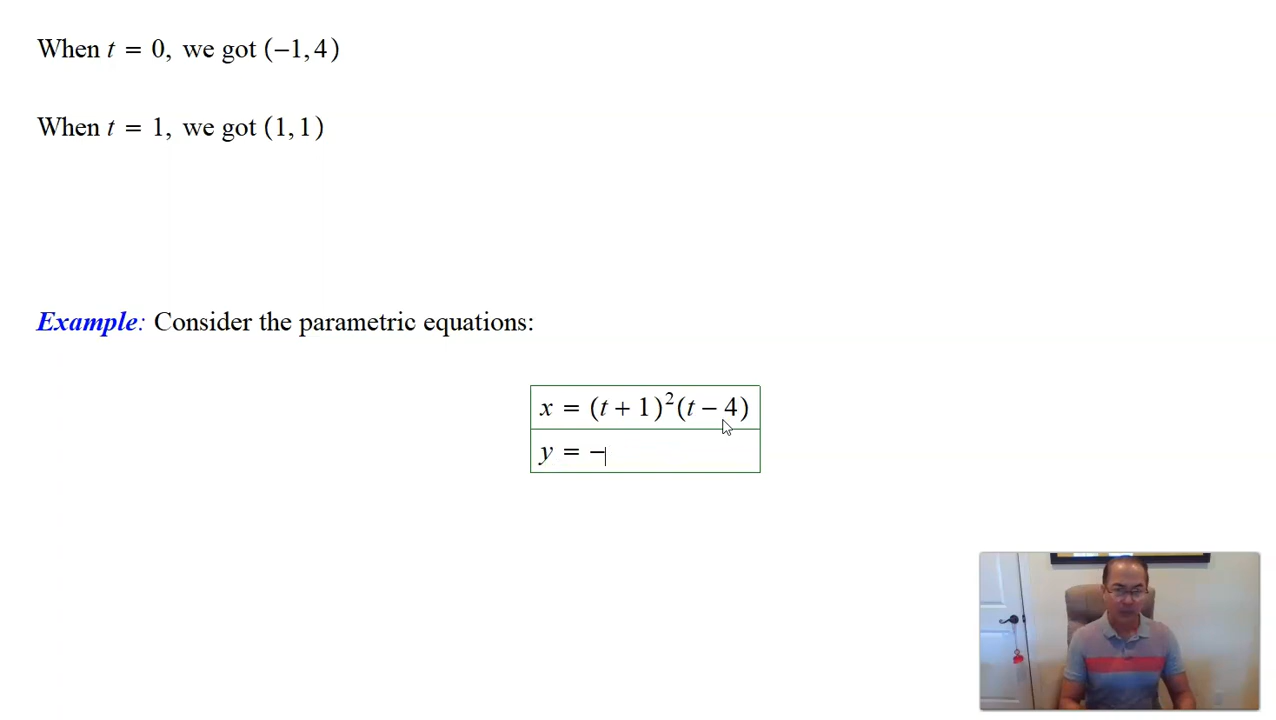 When t = 0, we got (−1, 4)
When t = 1, we got (1, 1)
Example: Consider the parametric equations:
x = (t + 1)²(t − 4)
y = −